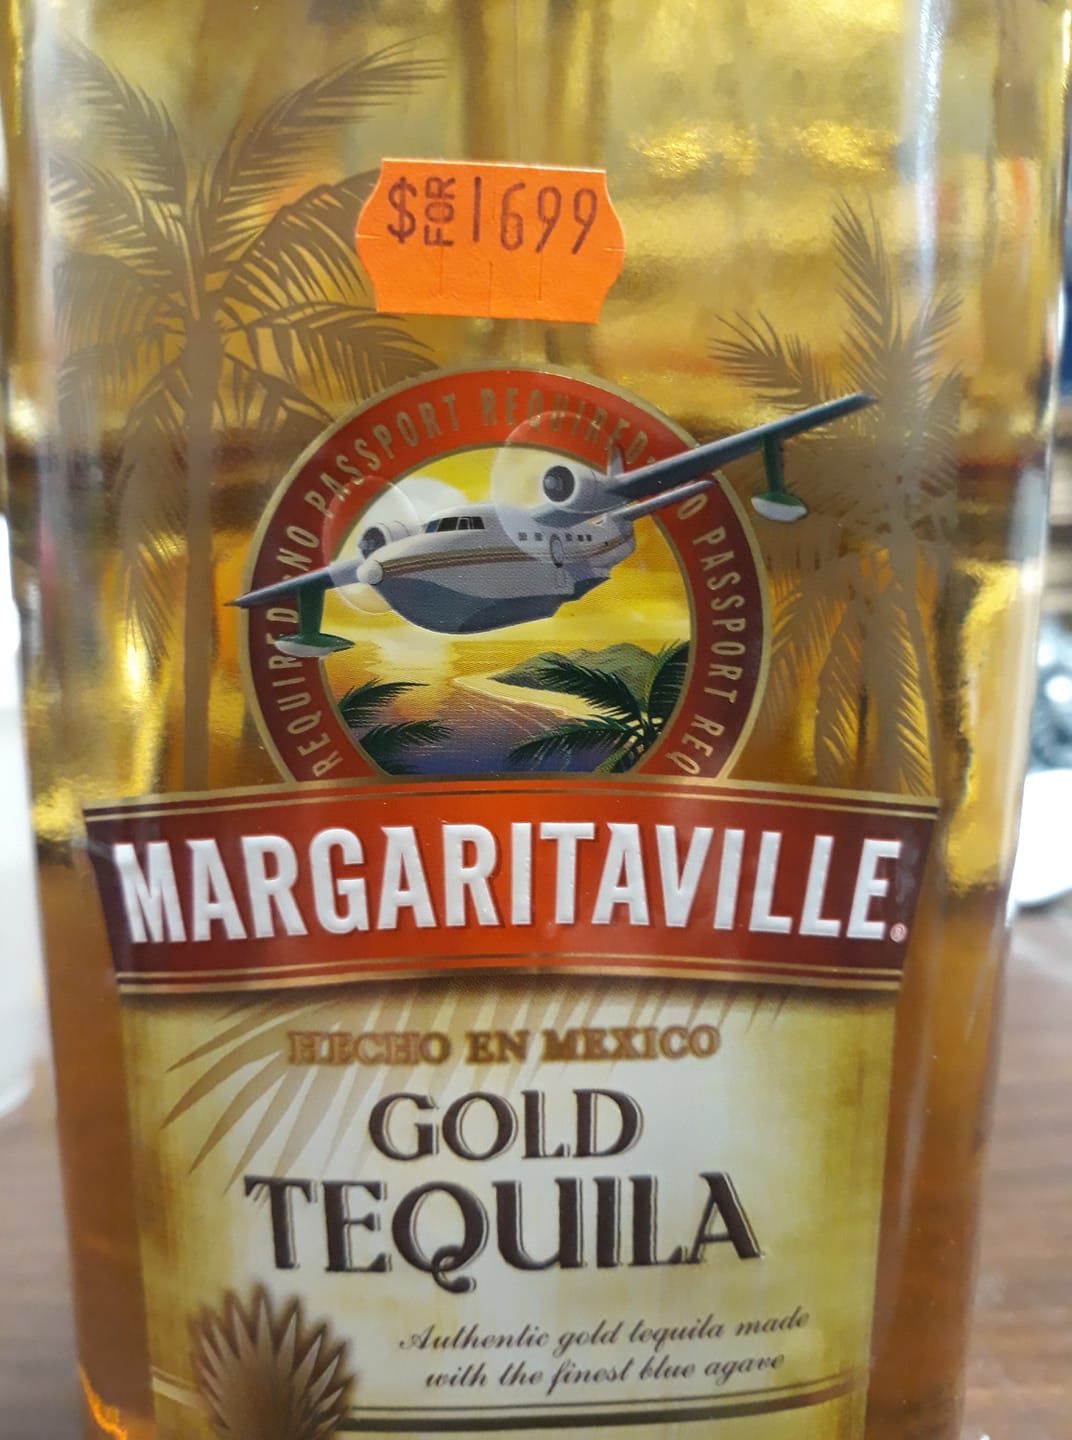 $ FOR 1699
REQUIRED · NO PASSPORT REQUIRED · NO PASSPORT REQ
MARGARITAVILLE®
HECHO EN MEXICO
GOLD
TEQUILA
Authentic gold tequila made
with the finest blue agave